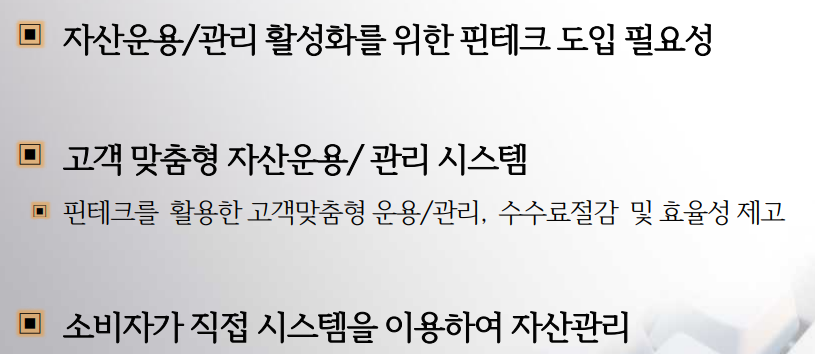 자산운용/관리 활성화를 위한 핀테크 도입 필요성
고객 맞춤형 자산운용/ 관리 시스템
핀테크를 활용한 고객맞춤형 운용/관리, 수수료절감 및 효율성 제고
소비자가 직접 시스템을 이용하여 자산관리